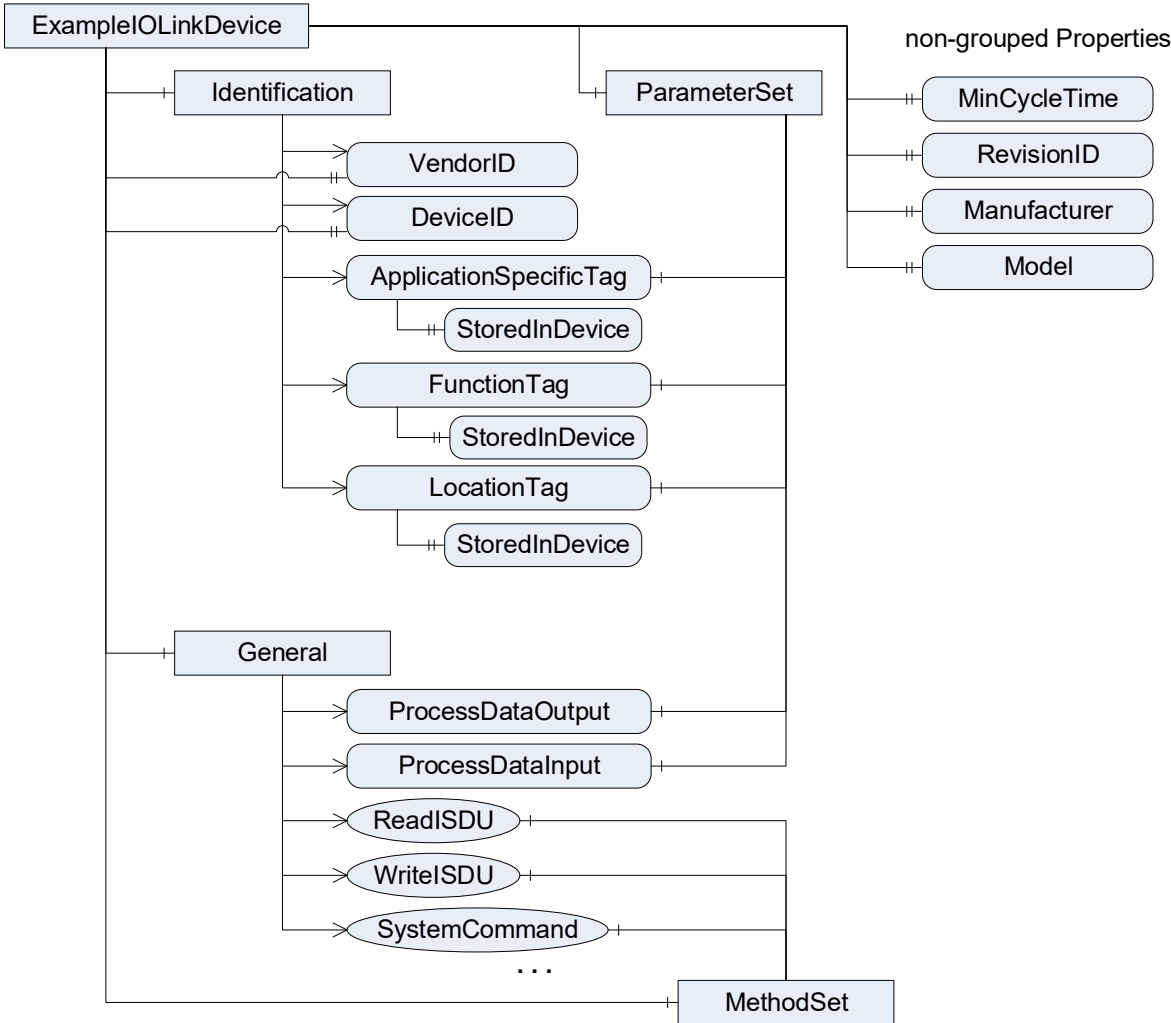 ExampleIOLinkDevice
non-grouped Properties
Identification
ParameterSet
MinCycleTime
RevisionID
Manufacturer
Model
VendorID
DeviceID
ApplicationSpecificTag
StoredInDevice
FunctionTag
StoredInDevice
LocationTag
StoredInDevice
General
ProcessDataOutput
ProcessDataInput
ReadISDU
WriteISDU
SystemCommand
. . .
MethodSet